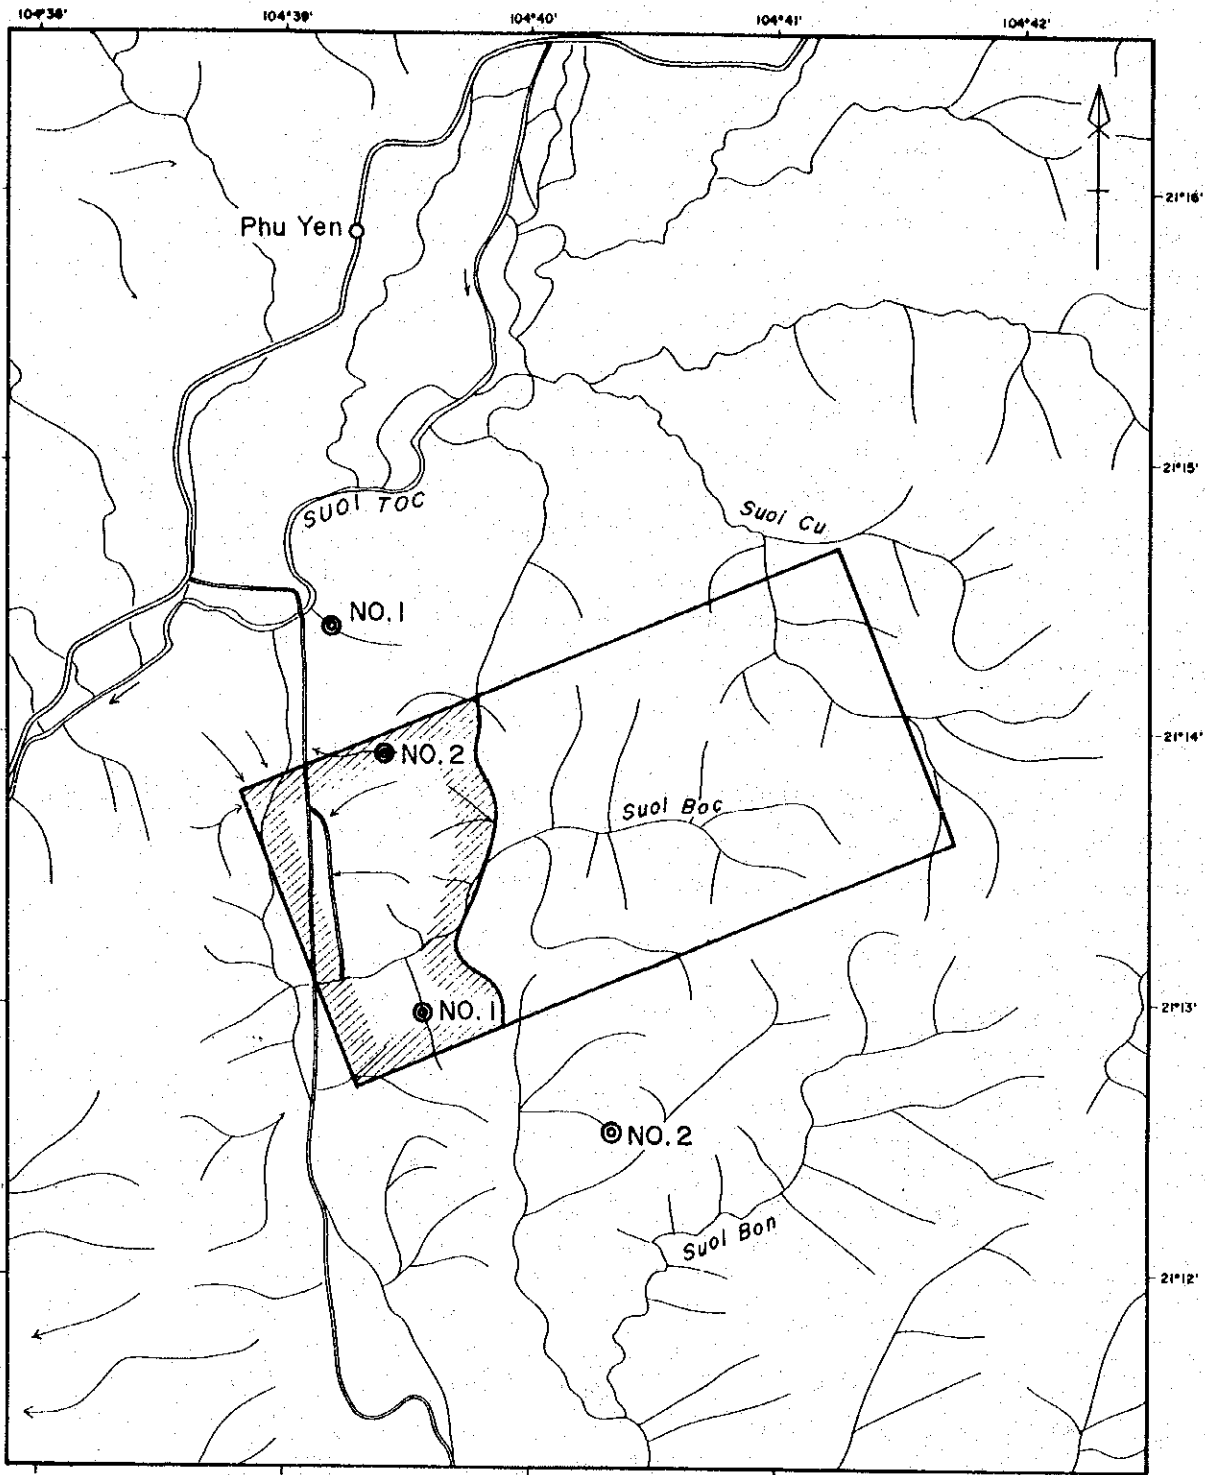 104°38'
104°39'
104°40'
104°41'
104°42'
21°16'
Phu Yen
21°15'
SUOI TOC
Suoi Cu
NO. 1
21°14'
NO. 2
Suoi Boc
21°13'
NO. 1
NO. 2
Suoi Bon
21°12'